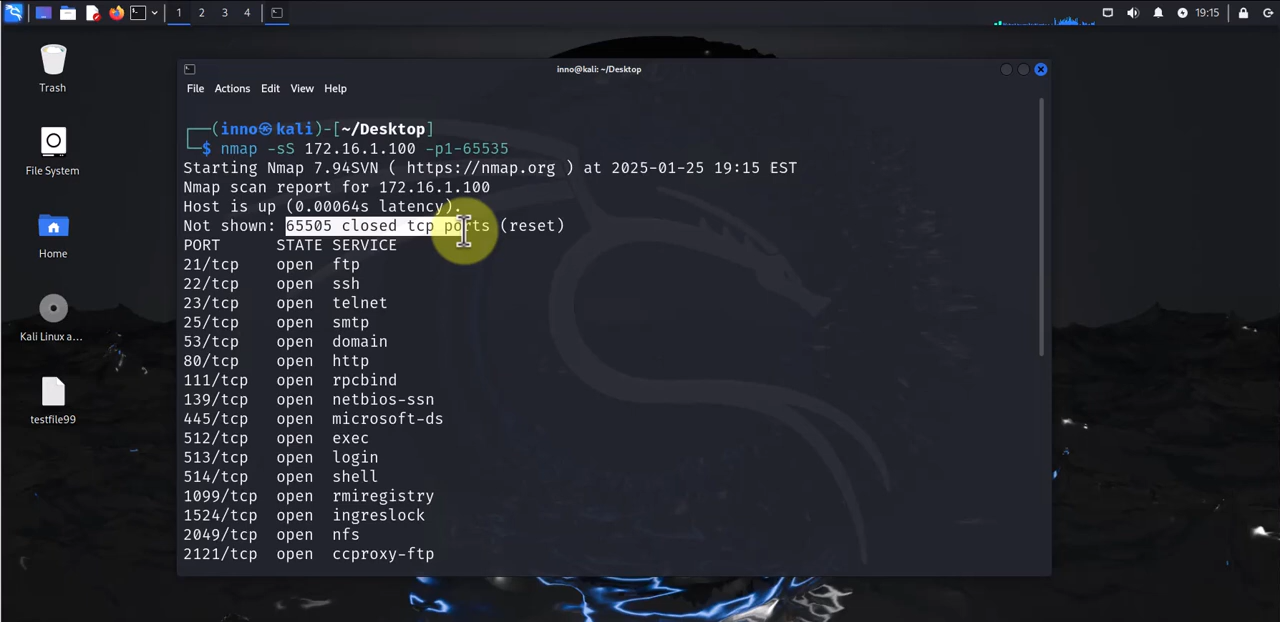 1 2 3 4
19:15
Trash
File System
Home
Kali Linux a...
testfile99
inno@kali: ~/Desktop
File Actions Edit View Help
┌──(inno㉿kali)-[~/Desktop]
└─$ nmap -sS 172.16.1.100 -p1-65535
Starting Nmap 7.94SVN ( https://nmap.org ) at 2025-01-25 19:15 EST
Nmap scan report for 172.16.1.100
Host is up (0.00064s latency).
Not shown: 65505 closed tcp ports (reset)
PORT STATE SERVICE
21/tcp open ftp
22/tcp open ssh
23/tcp open telnet
25/tcp open smtp
53/tcp open domain
80/tcp open http
111/tcp open rpcbind
139/tcp open netbios-ssn
445/tcp open microsoft-ds
512/tcp open exec
513/tcp open login
514/tcp open shell
1099/tcp open rmiregistry
1524/tcp open ingreslock
2049/tcp open nfs
2121/tcp open ccproxy-ftp